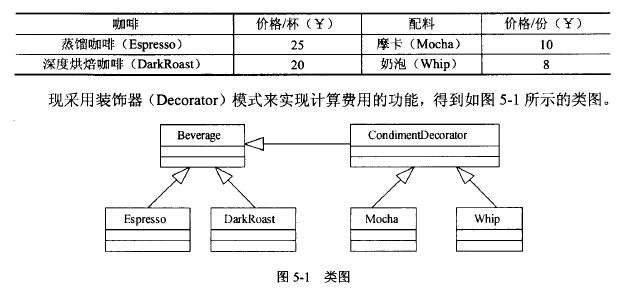 咖啡 价格/杯（￥） 配料 价格/份（￥）
蒸馏咖啡（Espresso） 25 摩卡（Mocha） 10
深度烘焙咖啡（DarkRoast） 20 奶泡（Whip） 8
现采用装饰器（Decorator）模式来实现计算费用的功能，得到如图 5-1 所示的类图。
Beverage CondimentDecorator
Espresso DarkRoast Mocha Whip
图 5-1 类图